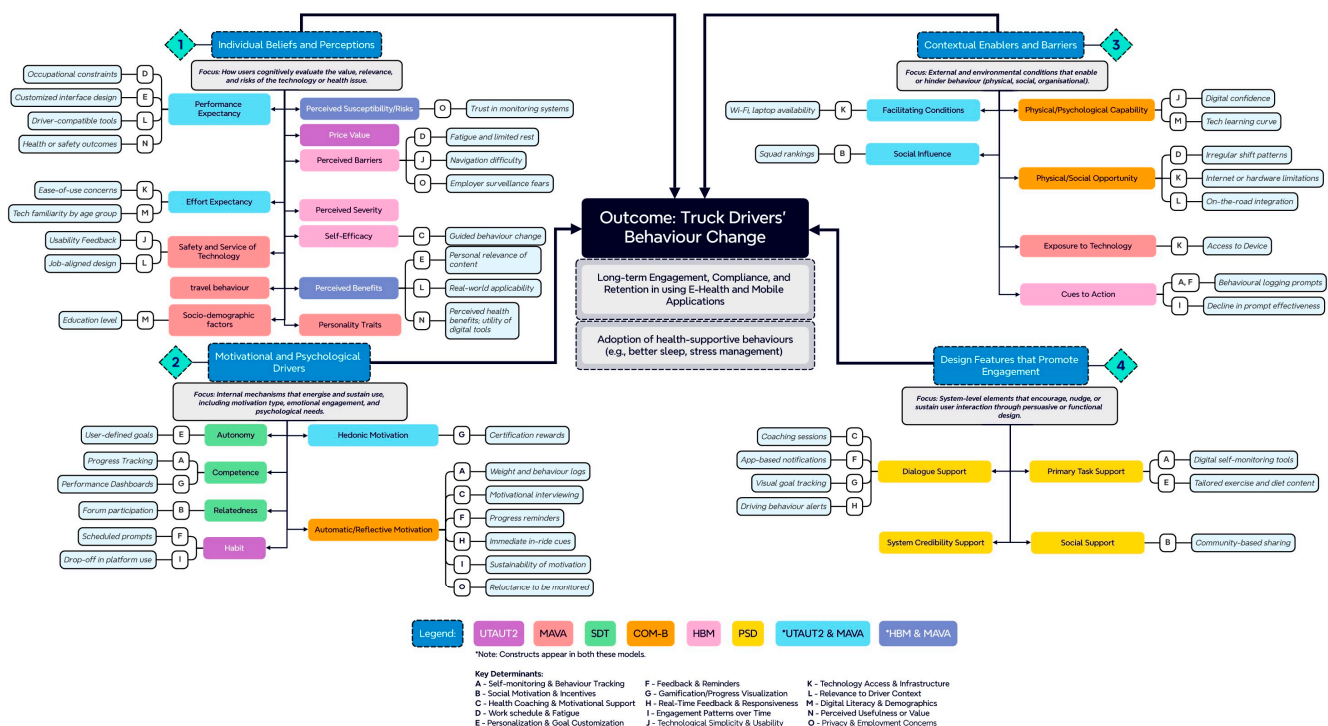 1
Individual Beliefs and Perceptions
Focus: How users cognitively evaluate the value, relevance,
and risks of the technology or health issue.
Occupational constraints
D
Customized interface design
E
Driver-compatible tools
L
Health or safety outcomes
N
Performance
Expectancy
Ease-of-use concerns
K
Tech familiarity by age group
M
Effort Expectancy
Usability Feedback
J
Job-aligned design
L
Safety and Service of
Technology
travel behaviour
Education level
M
Socio-demographic
factors
Perceived Susceptibility/Risks
O
Trust in monitoring systems
Price Value
Perceived Barriers
D
Fatigue and limited rest
J
Navigation difficulty
O
Employer surveillance fears
Perceived Severity
Self-Efficacy
C
Guided behaviour change
Perceived Benefits
E
Personal relevance of
content
L
Real-world applicability
N
Perceived health
benefits; utility of
digital tools
Personality Traits
Outcome: Truck Drivers'
Behaviour Change
Long-term Engagement, Compliance, and
Retention in using E-Health and Mobile
Applications
Adoption of health-supportive behaviours
(e.g., better sleep, stress management)
Contextual Enablers and Barriers
3
Focus: External and environmental conditions that enable
or hinder behaviour (physical, social, organisational).
Wi-Fi, laptop availability
K
Facilitating Conditions
Squad rankings
B
Social Influence
Physical/Psychological Capability
J
Digital confidence
M
Tech learning curve
Physical/Social Opportunity
D
Irregular shift patterns
K
Internet or hardware limitations
L
On-the-road integration
Exposure to Technology
K
Access to Device
Cues to Action
A, F
Behavioural logging prompts
I
Decline in prompt effectiveness
2
Motivational and Psychological
Drivers
Focus: Internal mechanisms that energise and sustain use,
including motivation type, emotional engagement, and
psychological needs.
User-defined goals
E
Autonomy
Progress Tracking
A
Performance Dashboards
G
Competence
Forum participation
B
Relatedness
Scheduled prompts
F
Drop-off in platform use
I
Habit
Hedonic Motivation
G
Certification rewards
Automatic/Reflective Motivation
A
Weight and behaviour logs
C
Motivational interviewing
F
Progress reminders
H
Immediate in-ride cues
I
Sustainability of motivation
O
Reluctance to be monitored
Design Features that Promote
Engagement
4
Focus: System-level elements that encourage, nudge, or
sustain user interaction through persuasive or functional
design.
Coaching sessions
C
App-based notifications
F
Visual goal tracking
G
Driving behaviour alerts
H
Dialogue Support
Primary Task Support
A
Digital self-monitoring tools
E
Tailored exercise and diet content
System Credibility Support
Social Support
B
Community-based sharing
Legend:
UTAUT2
MAVA
SDT
COM-B
HBM
PSD
*UTAUT2 & MAVA
*HBM & MAVA
*Note: Constructs appear in both these models.
Key Determinants:
A - Self-monitoring & Behaviour Tracking
B - Social Motivation & Incentives
C - Health Coaching & Motivational Support
D - Work schedule & Fatigue
E - Personalization & Goal Customization
F - Feedback & Reminders
G - Gamification/Progress Visualization
H - Real-Time Feedback & Responsiveness
I - Engagement Patterns over Time
J - Technological Simplicity & Usability
K - Technology Access & Infrastructure
L - Relevance to Driver Context
M - Digital Literacy & Demographics
N - Perceived Usefulness or Value
O - Privacy & Employment Concerns